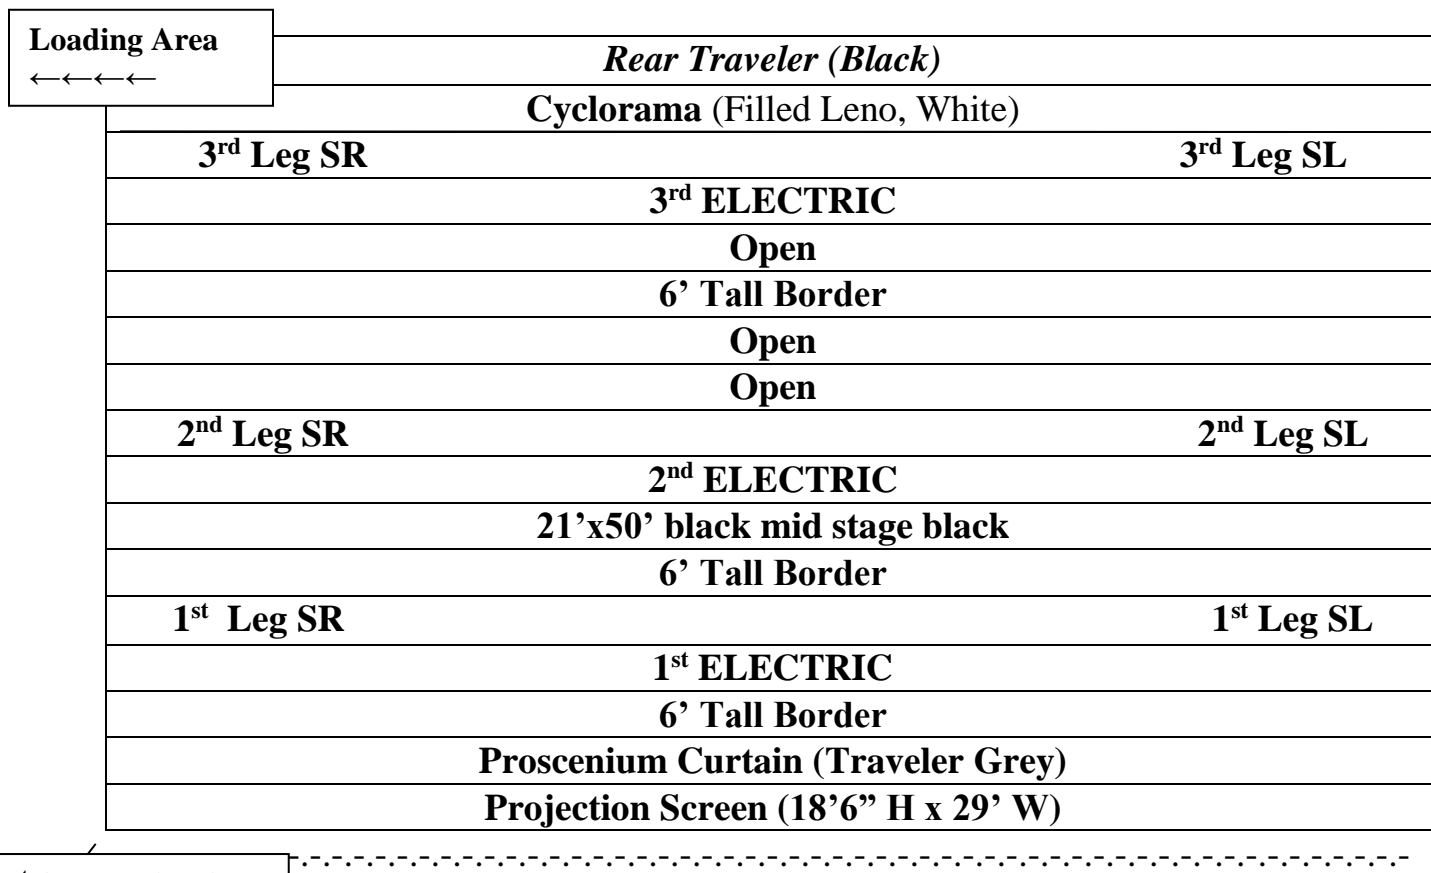 Loading Area
←←←←
Rear Traveler (Black)
Cyclorama (Filled Leno, White)
3rd Leg SR 3rd Leg SL
3rd ELECTRIC
Open
6’ Tall Border
Open
Open
2nd Leg SR 2nd Leg SL
2nd ELECTRIC
21’x50’ black mid stage black
6’ Tall Border
1st Leg SR 1st Leg SL
1st ELECTRIC
6’ Tall Border
Proscenium Curtain (Traveler Grey)
Projection Screen (18’6” H x 29’ W)